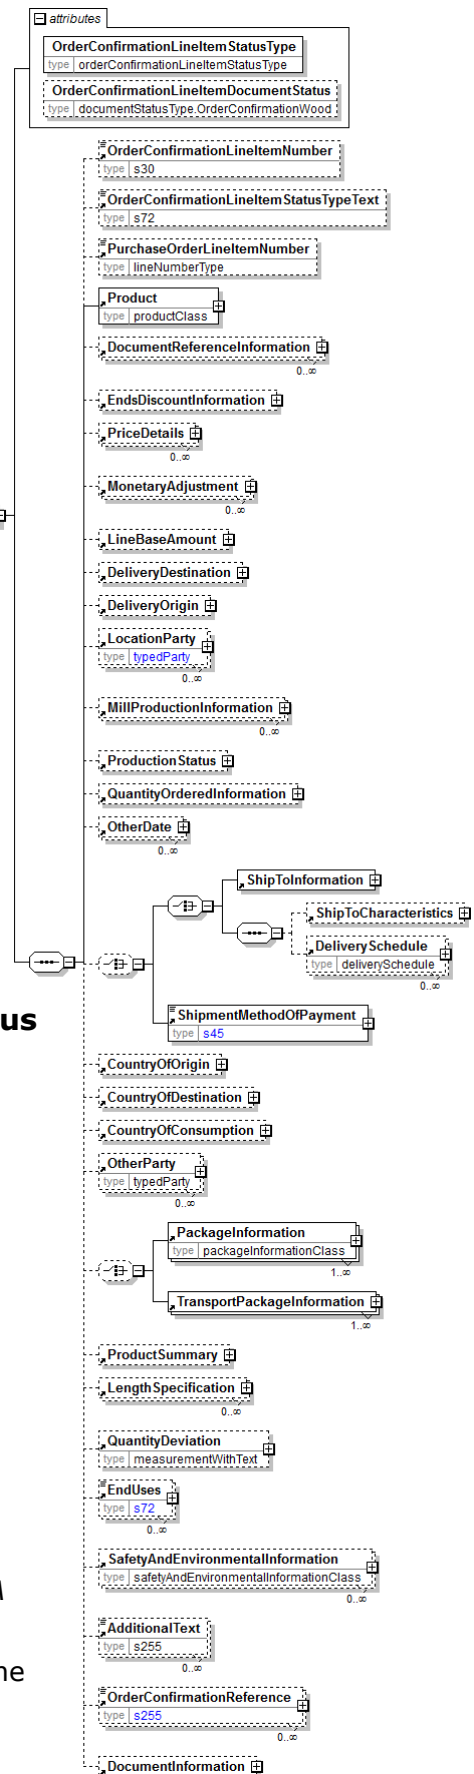 attributes
OrderConfirmationLineItemStatusType
type orderConfirmationLineItemStatusType
OrderConfirmationLineItemDocumentStatus
type documentStatusType.OrderConfirmationWood
OrderConfirmationLineItemNumber
type s30
OrderConfirmationLineItemStatusTypeText
type s72
PurchaseOrderLineItemNumber
type lineNumberType
Product
type productClass
DocumentReferenceInformation
0..∞
EndsDiscountInformation
PriceDetails
0..∞
MonetaryAdjustment
0..∞
LineBaseAmount
DeliveryDestination
DeliveryOrigin
LocationParty
type typedParty
0..∞
MillProductionInformation
0..∞
ProductionStatus
QuantityOrderedInformation
OtherDate
0..∞
ShipToInformation
ShipToCharacteristics
DeliverySchedule
type deliverySchedule
0..∞
ShipmentMethodOfPayment
type s45
us
CountryOfOrigin
CountryOfDestination
CountryOfConsumption
OtherParty
type typedParty
0..∞
PackageInformation
type packageInformationClass
1..∞
TransportPackageInformation
1..∞
ProductSummary
LengthSpecification
0..∞
QuantityDeviation
type measurementWithText
EndUses
type s72
0..∞
SafetyAndEnvironmentalInformation
type safetyAndEnvironmentalInformationClass
0..∞
AdditionalText
type s255
0..∞
ne
OrderConfirmationReference
type s255
0..∞
DocumentInformation